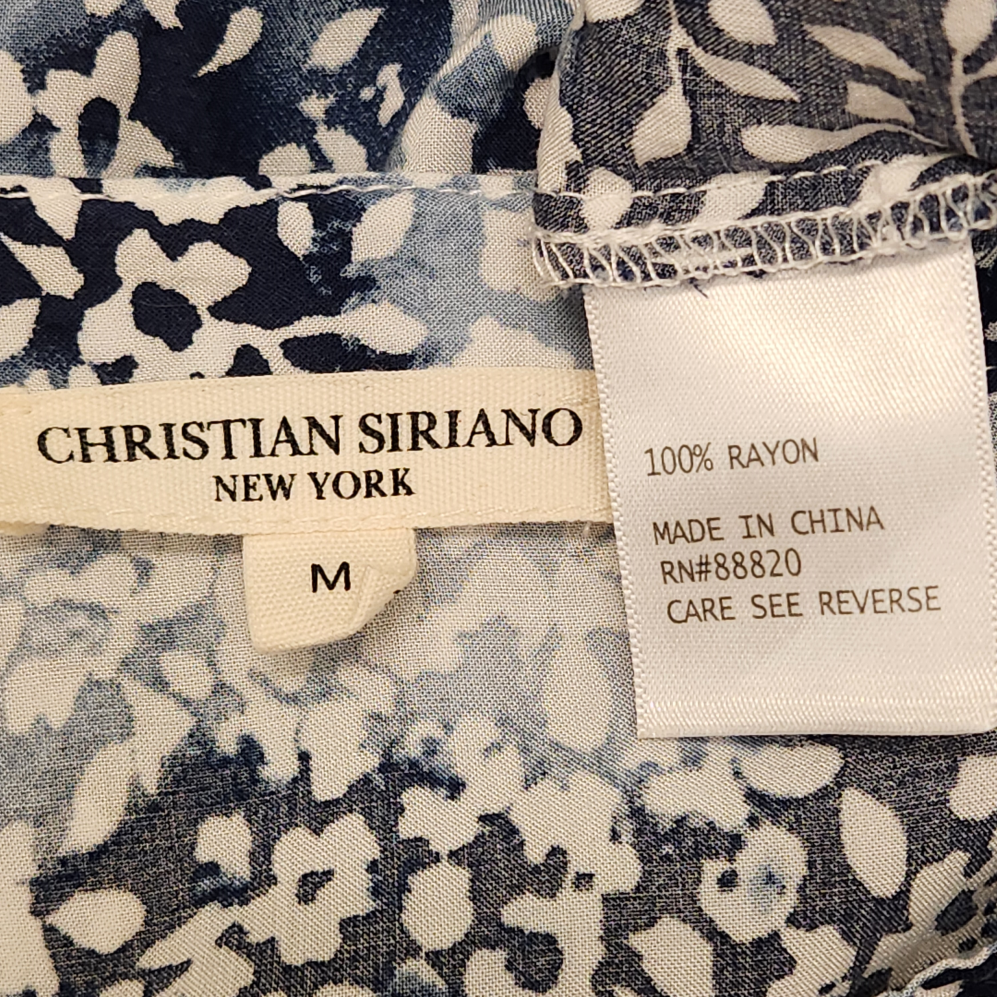 CHRISTIAN SIRIANO
NEW YORK
M
100% RAYON
MADE IN CHINA
RN#88820
CARE SEE REVERSE